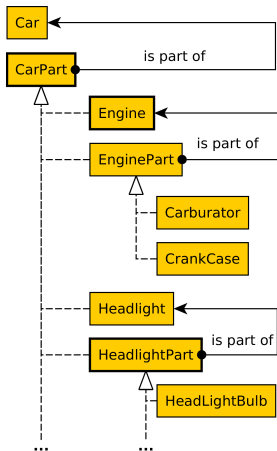 Car
is part of
CarPart
Engine
is part of
EnginePart
Carburator
CrankCase
Headlight
is part of
HeadlightPart
HeadLightBulb
... ...